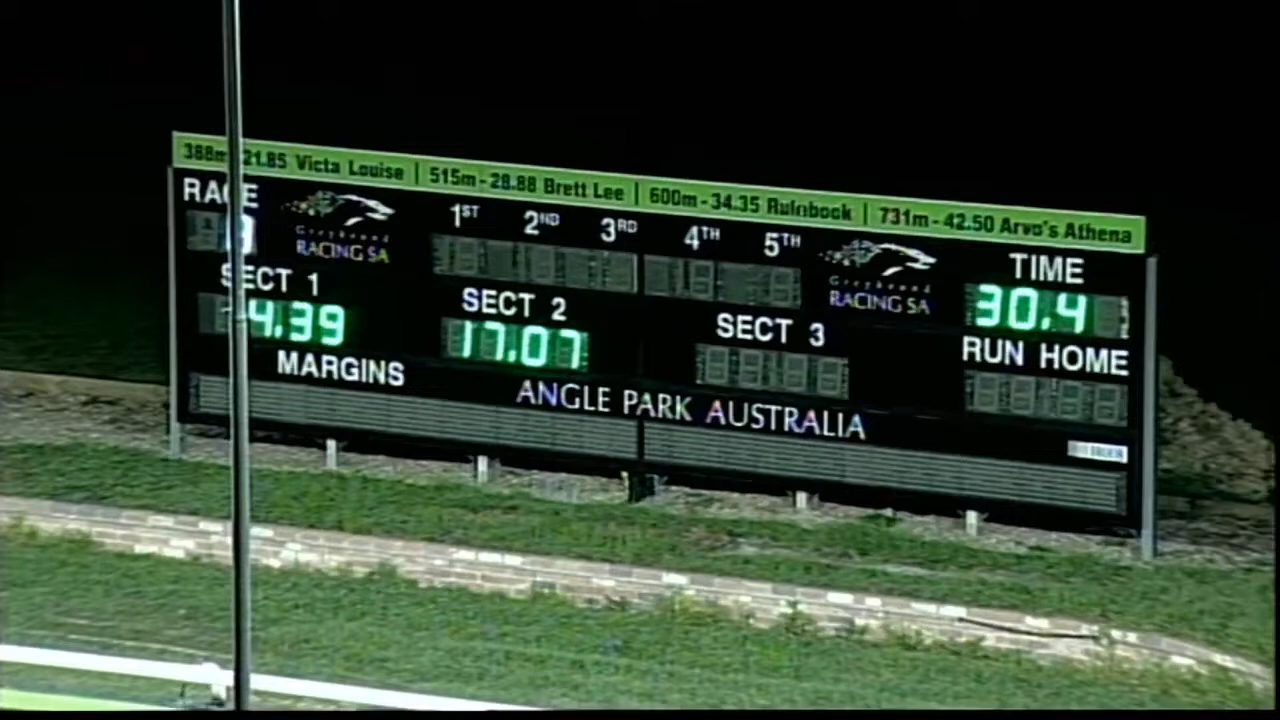 388m 21.85 Victa Louise | 515m - 28.88 Brett Lee | 600m - 34.35 Rulnbook | 731m - 42.50 Arvo's Athena
RACE
1ST 2ND 3RD 4TH 5TH
Greyhound
RACING SA
Greyhound
RACING SA
TIME
30.4
SECT 1
4.39
SECT 2
17.07
SECT 3
RUN HOME
MARGINS
ANGLE PARK AUSTRALIA